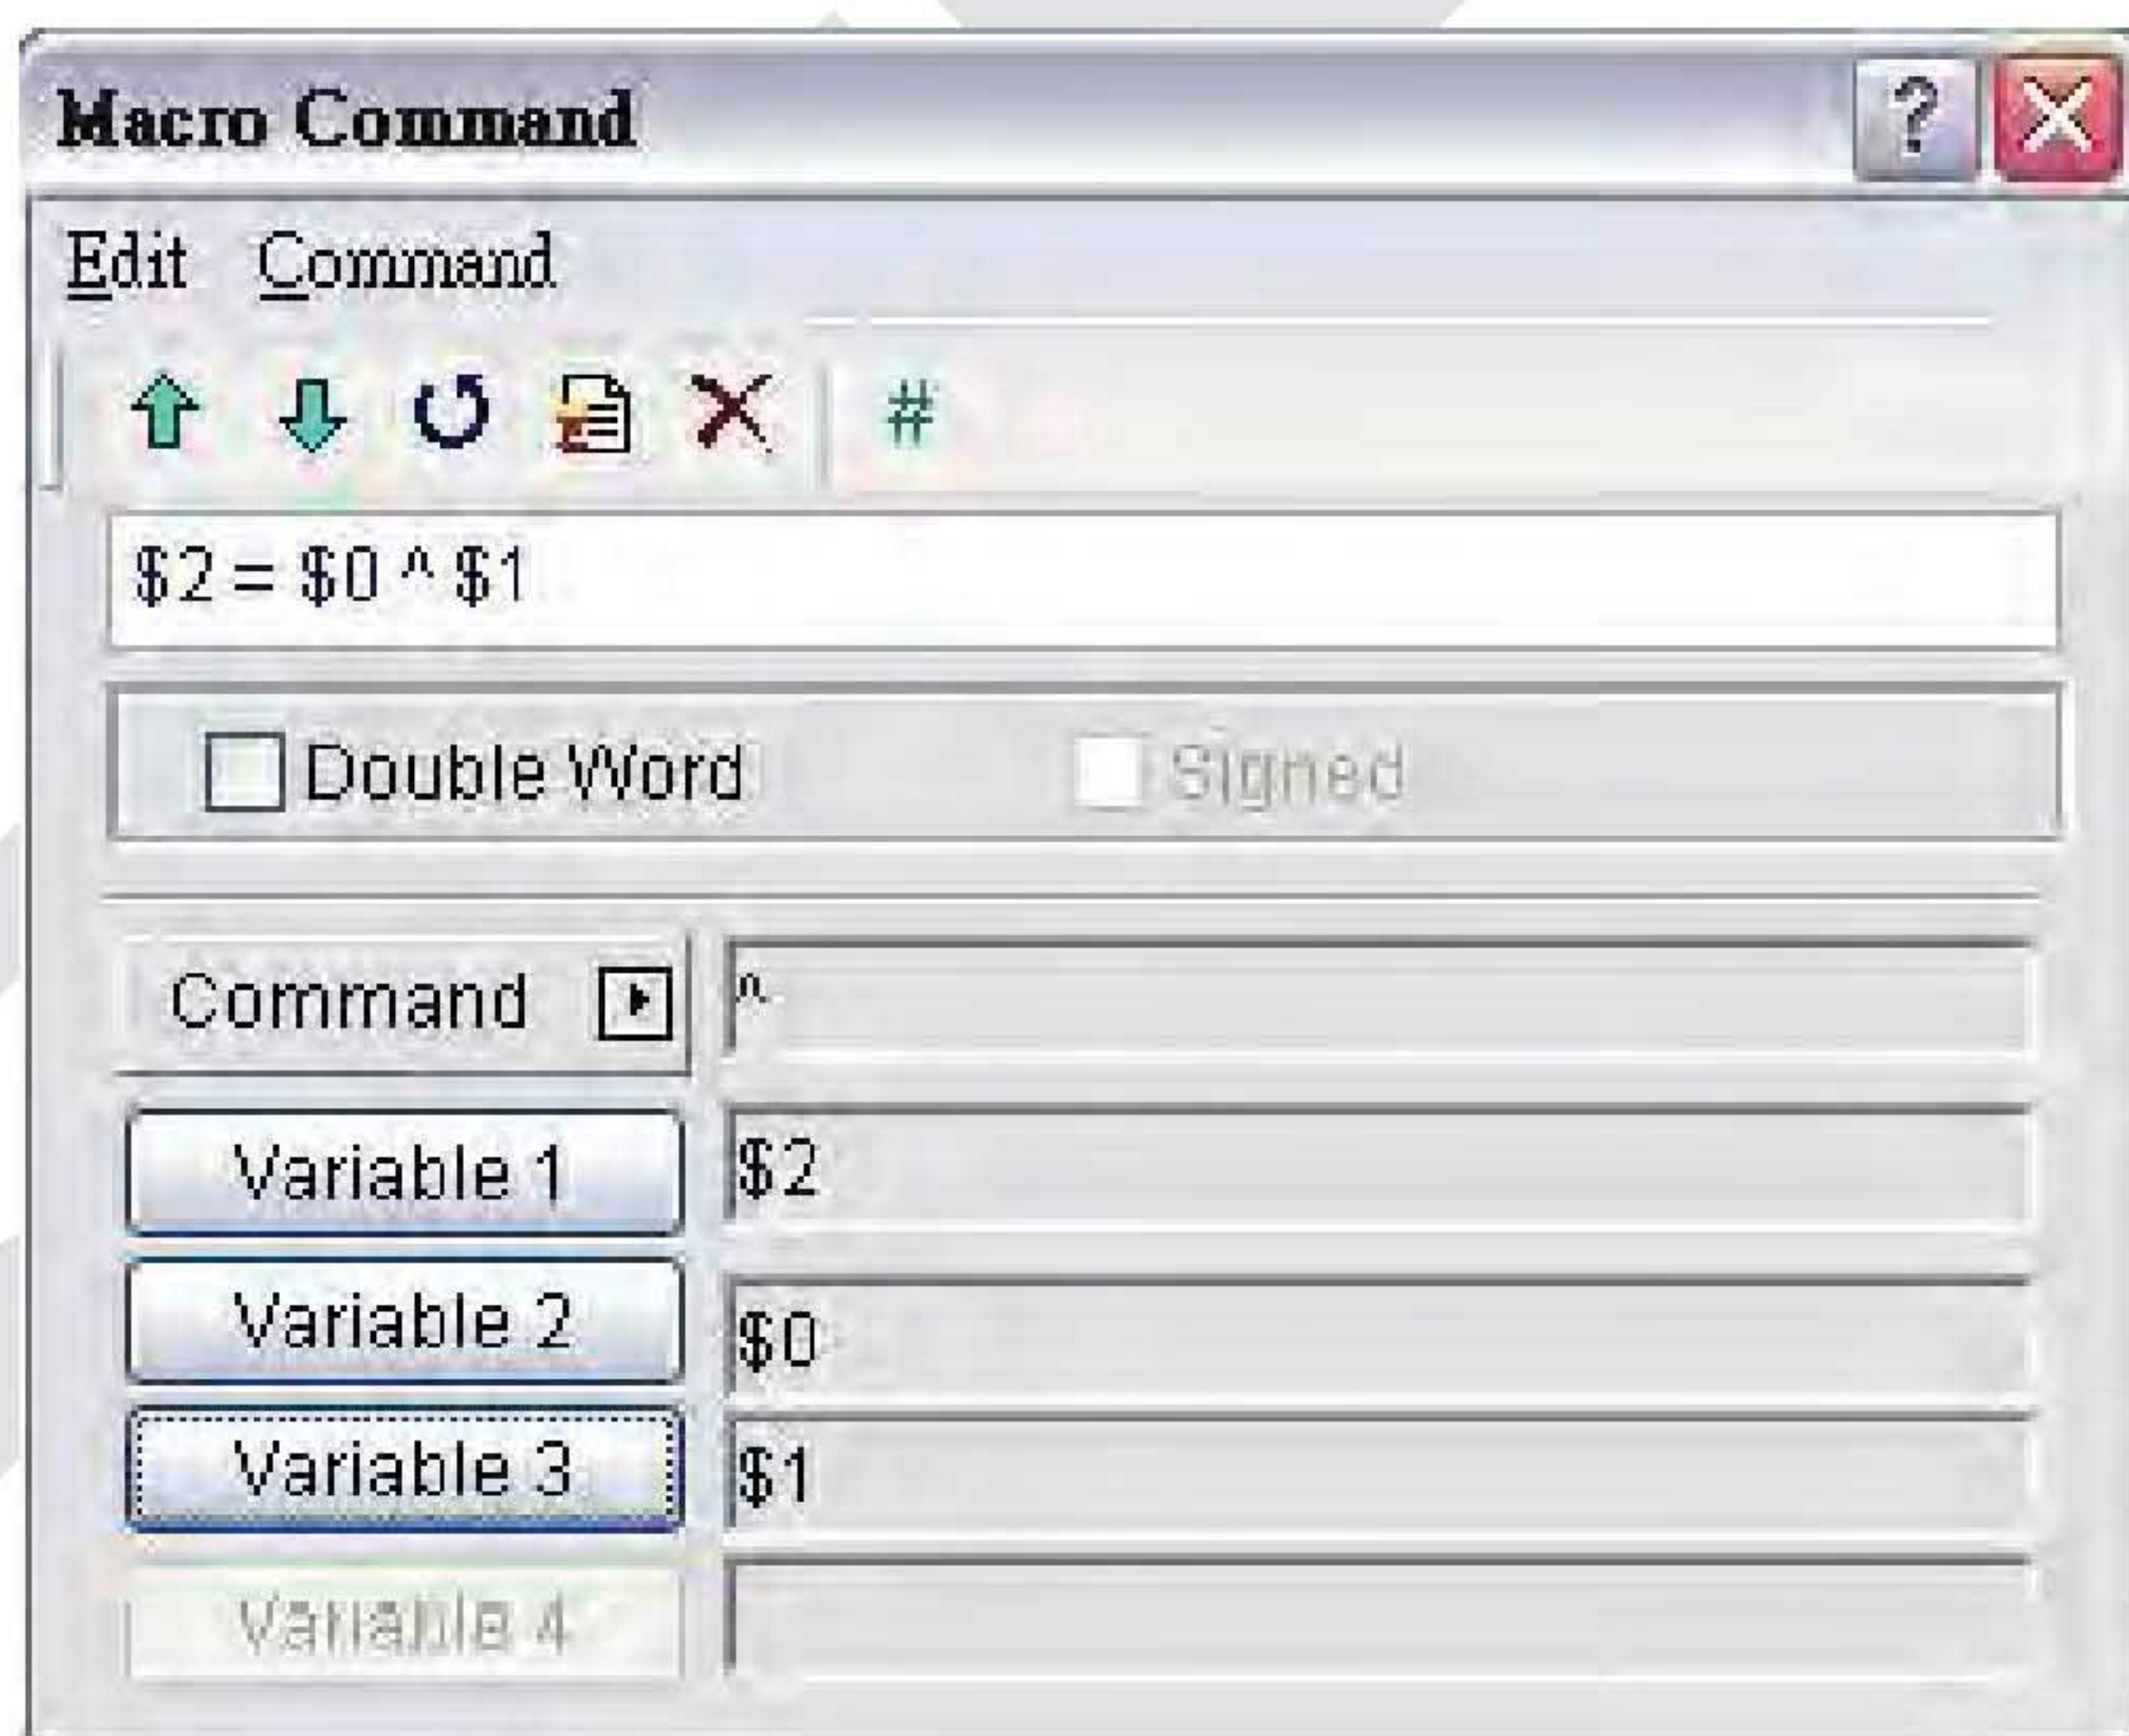 Macro Command ?
Edit Command
#
$2 = $0 ^ $1
Double Word Signed
Command ^
Variable 1 $2
Variable 2 $0
Variable 3 $1
Variable 4